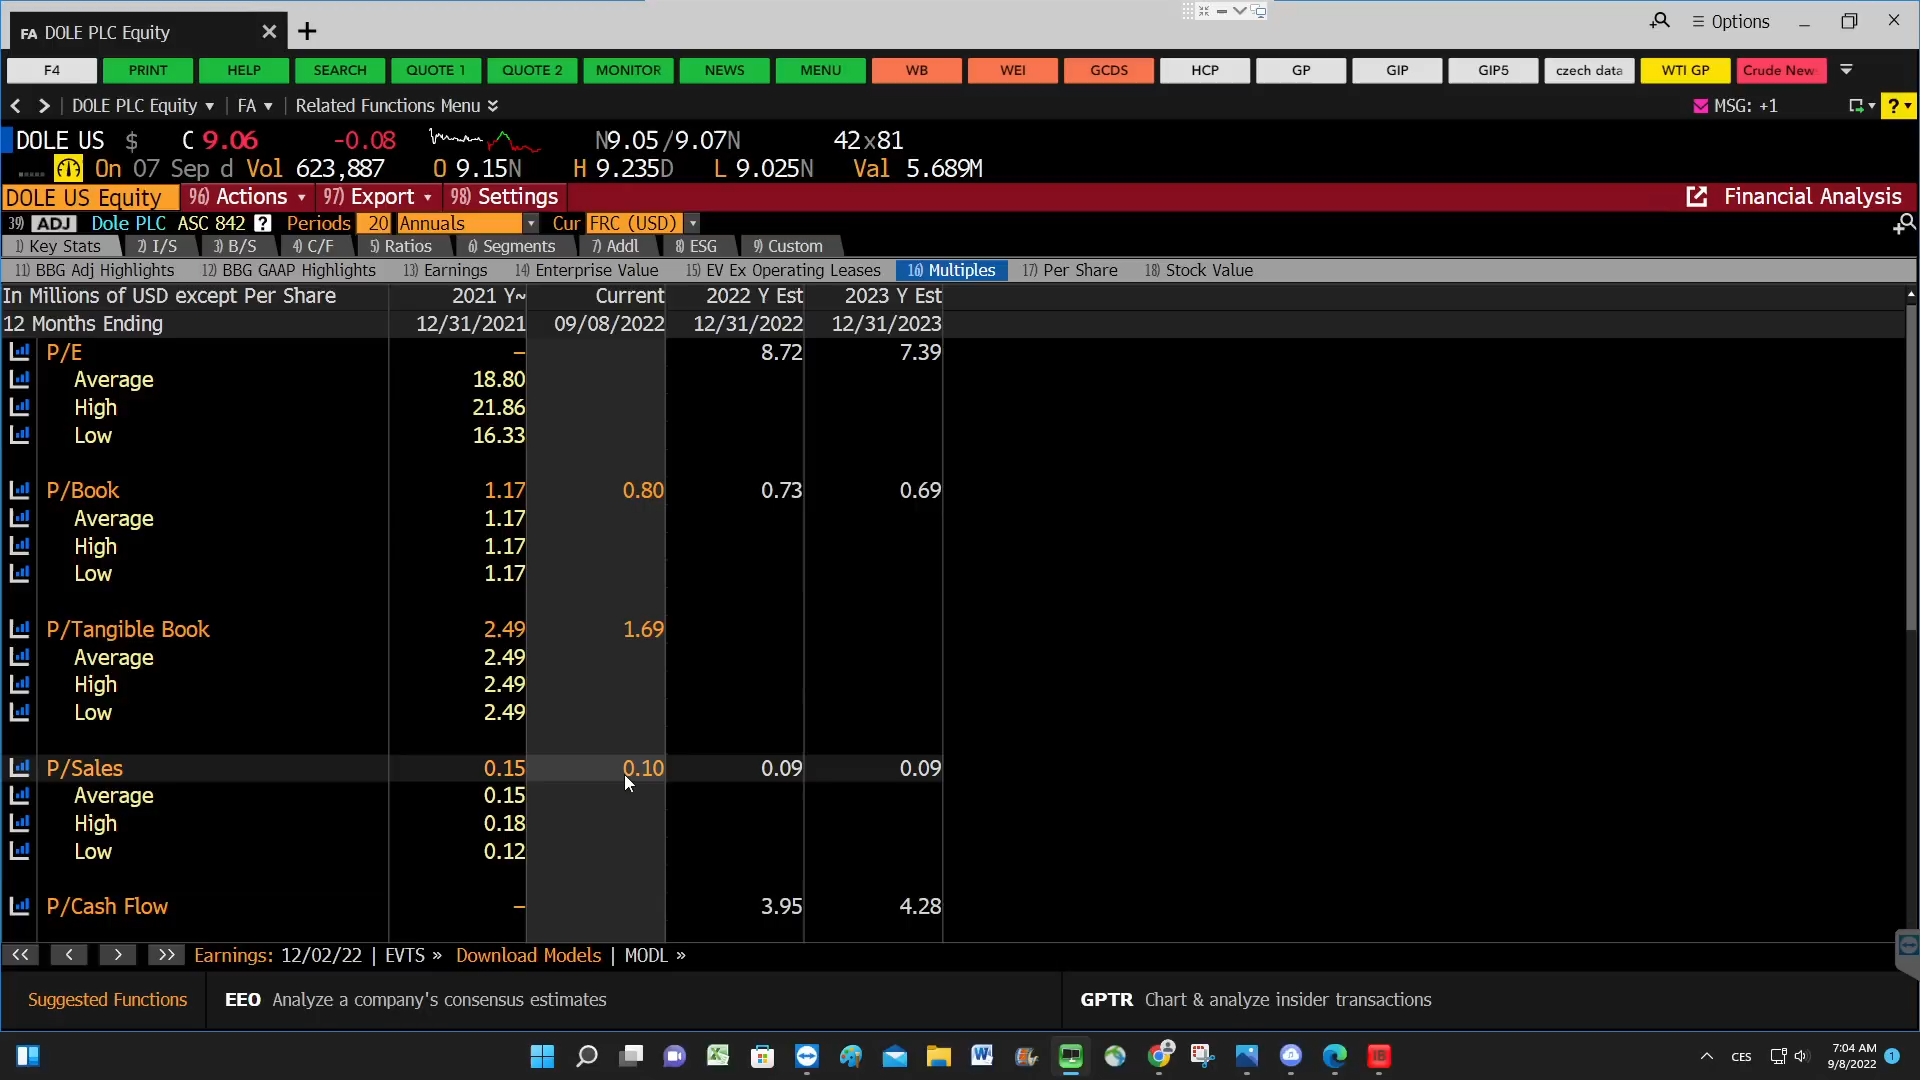 FA DOLE PLC Equity
Options
F4 PRINT HELP SEARCH QUOTE 1 QUOTE 2 MONITOR NEWS MENU WB WEI GCDS HCP GP GIP GIP5 czech data WTI GP Crude New
DOLE PLC Equity FA Related Functions Menu MSG: +1 ?
DOLE US $ C 9.06 -0.08 N9.05/9.07N 42x81
On 07 Sep d Vol 623,887 O 9.15N H 9.235D L 9.025N Val 5.689M
DOLE US Equity 96) Actions 97) Export 98) Settings Financial Analysis
39) ADJ Dole PLC ASC 842 ? Periods 20 Annuals Cur FRC (USD)
1) Key Stats 2) I/S 3) B/S 4) C/F 5) Ratios 6) Segments 7) Addl 8) ESG 9) Custom
11) BBG Adj Highlights 12) BBG GAAP Highlights 13) Earnings 14) Enterprise Value 15) EV Ex Operating Leases 16) Multiples 17) Per Share 18) Stock Value
In Millions of USD except Per Share 2021 Y~ Current 2022 Y Est 2023 Y Est
12 Months Ending 12/31/2021 09/08/2022 12/31/2022 12/31/2023
P/E – 8.72 7.39
Average 18.80
High 21.86
Low 16.33
P/Book 1.17 0.80 0.73 0.69
Average 1.17
High 1.17
Low 1.17
P/Tangible Book 2.49 1.69
Average 2.49
High 2.49
Low 2.49
P/Sales 0.15 0.10 0.09 0.09
Average 0.15
High 0.18
Low 0.12
P/Cash Flow – 3.95 4.28
<< < > >> Earnings: 12/02/22 | EVTS » Download Models | MODL »
Suggested Functions EEO Analyze a company's consensus estimates GPTR Chart & analyze insider transactions
CES 7:04 AM
9/8/2022 1
IB